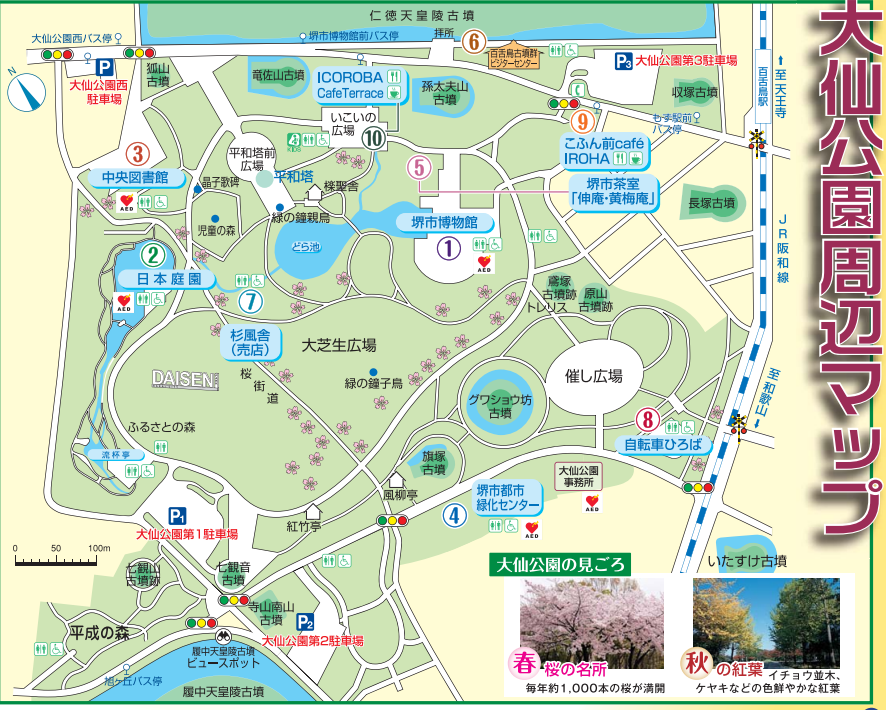 大仙公園周辺マップ
仁徳天皇陵古墳
大仙公園西バス停
堺市博物館前バス停
拝所
⑥
百舌鳥古墳群
ビジターセンター
P
大仙公園西
駐車場
狐山
古墳
竜佐山古墳
ICOROBA
CafeTerrace
孫太夫山
古墳
P3
大仙公園第3駐車場
収塚古墳
百舌鳥駅
至天王寺
もず駅前
バス停
N
いこいの
広場
⑩
⑨
こふん前café
IROHA
KIDS
平和塔前
広場
平和塔
③
中央図書館
AED
晶子歌碑
⑤
堺市茶室
「伸庵・黄梅庵」
長塚古墳
JR阪和線
児童の森
緑の鐘親鳥
どら池
堺市博物館
①
AED
②
日本庭園
AED
⑦
杉風舎
(売店)
鳶塚
古墳跡
トレリス
原山
古墳跡
大芝生広場
緑の鐘子鳥
桜街道
DAISEN
催し広場
グワショウ坊
古墳
至和歌山
⑧
自転車ひろば
ふるさとの森
流杯亭
旗塚
古墳
風柳亭
大仙公園
事務所
AED
④
堺市都市
緑化センター
AED
P1
大仙公園第1駐車場
紅竹亭
0 50 100m
七観山
古墳跡
七観音
古墳
寺山南山
古墳
P2
大仙公園第2駐車場
平成の森
履中天皇陵古墳
ビュースポット
旭ヶ丘バス停
履中天皇陵古墳
いたすけ古墳
大仙公園の見ごろ
春 桜の名所
毎年約1,000本の桜が満開
秋 の紅葉 イチョウ並木、
ケヤキなどの色鮮やかな紅葉